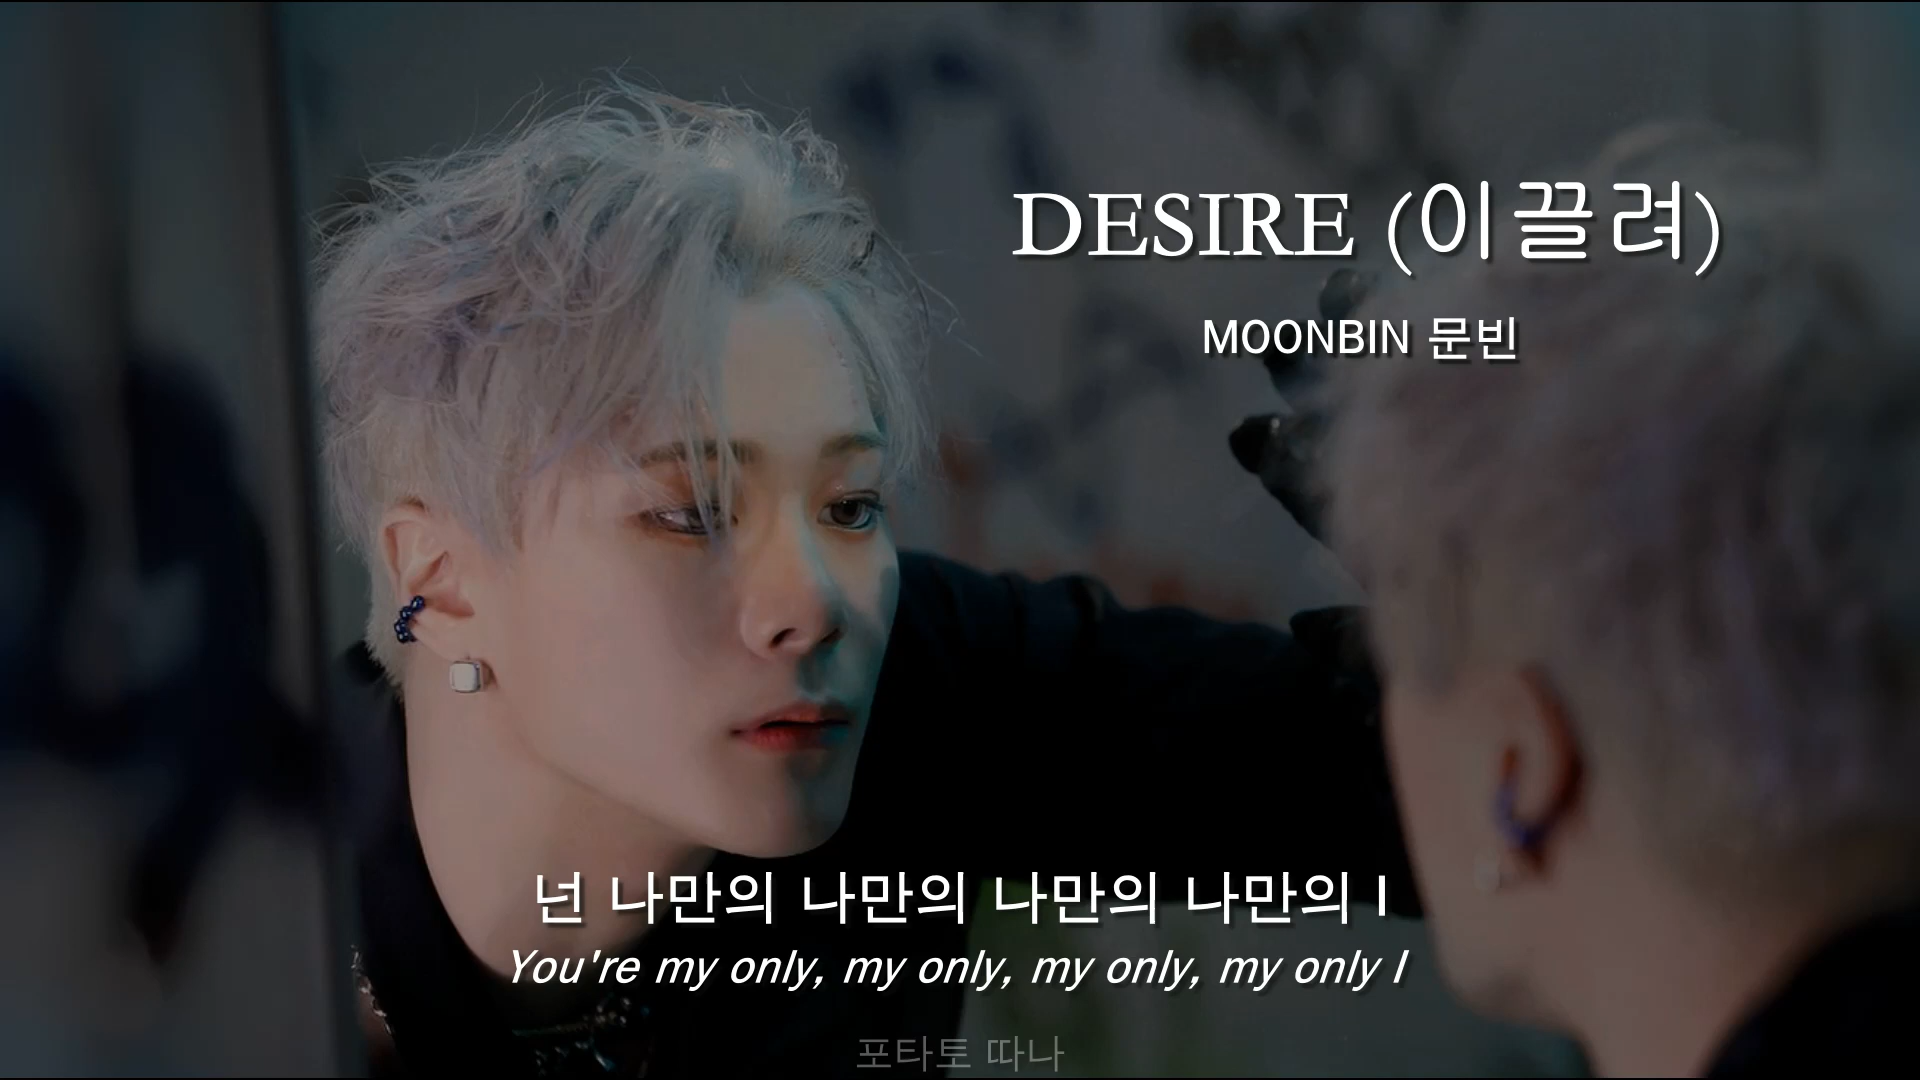 DESIRE (이끌려)
MOONBIN 문빈
넌 나만의 나만의 나만의 나만의 I
You're my only, my only, my only, my only I
포타토 따나